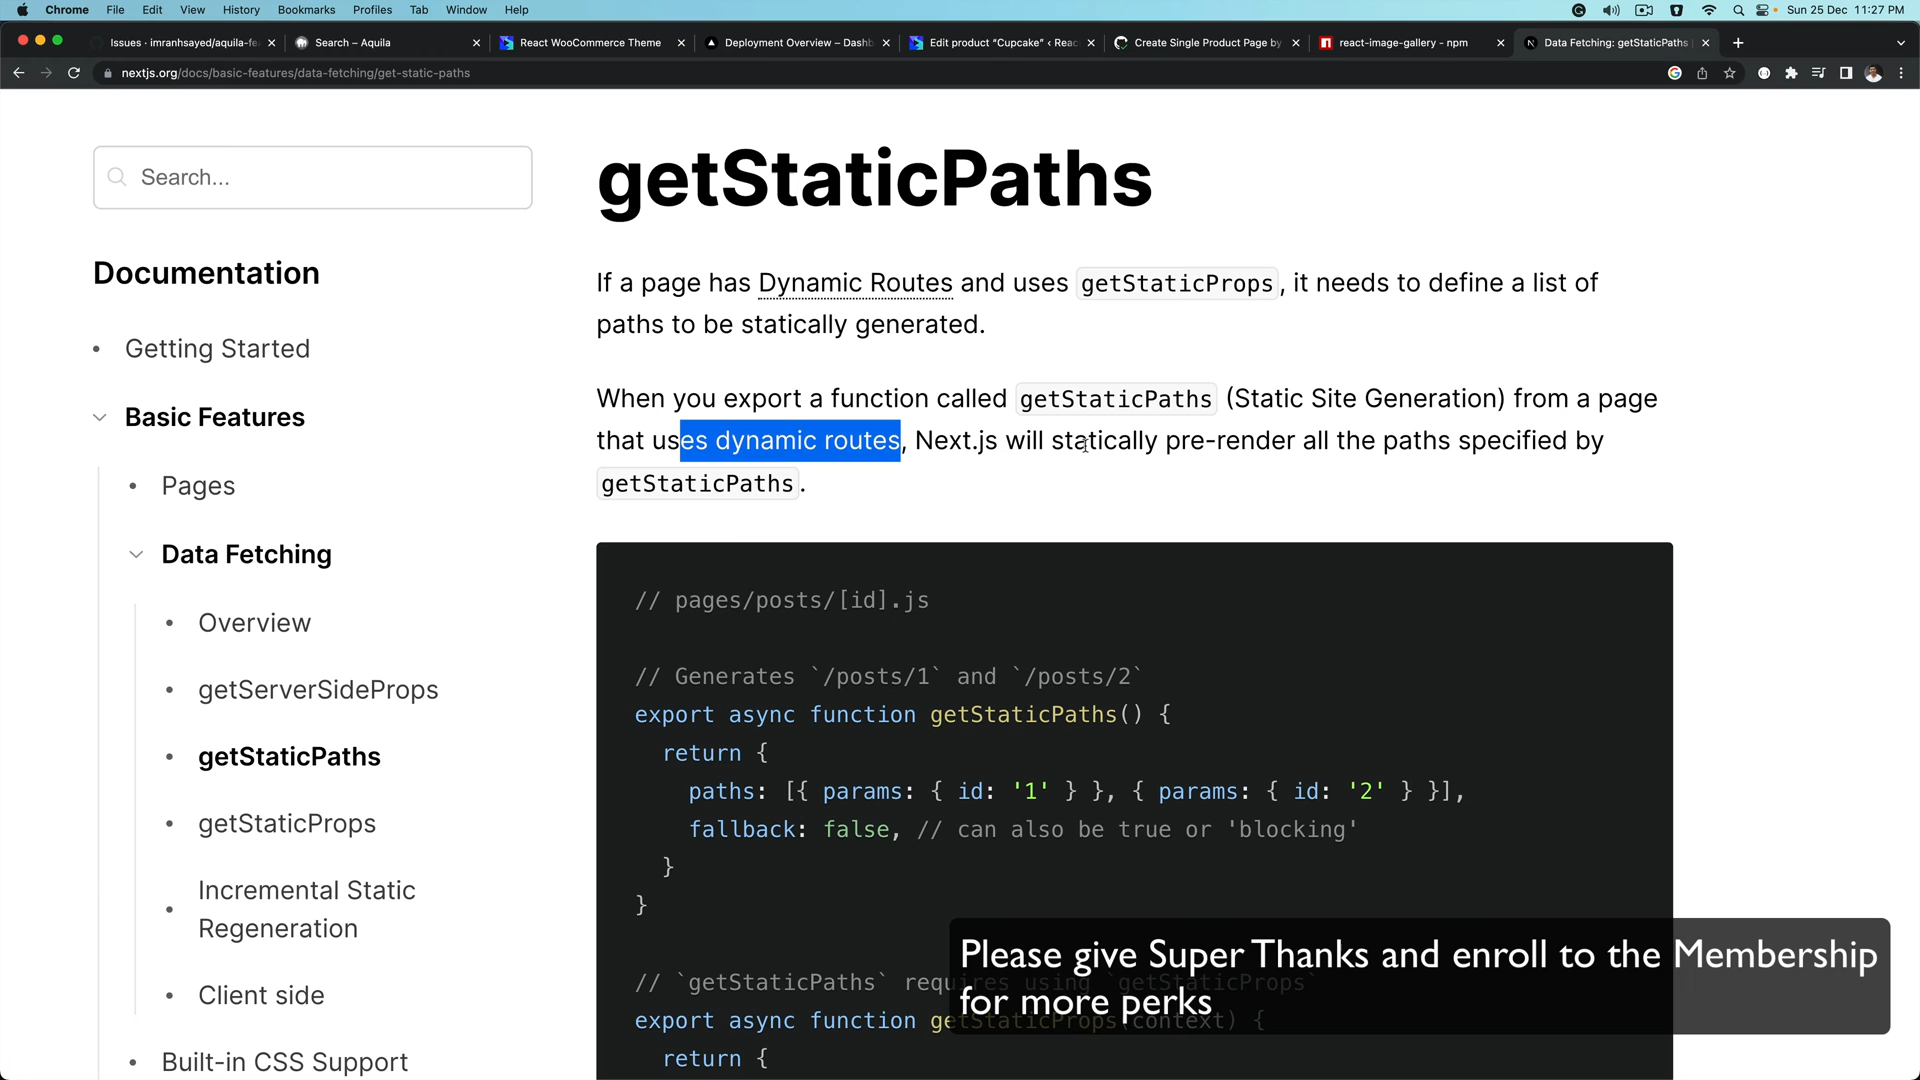 Chrome File Edit View History Bookmarks Profiles Tab Window Help Sun 25 Dec 11:27 PM
Issues · imranhsayed/aquila-fe Search – Aquila React WooCommerce Theme Deployment Overview – Dashb Edit product “Cupcake” ‹ Reac Create Single Product Page by react-image-gallery - npm Data Fetching: getStaticPaths
nextjs.org/docs/basic-features/data-fetching/get-static-paths
Search...
Documentation
Getting Started
Basic Features
Pages
Data Fetching
Overview
getServerSideProps
getStaticPaths
getStaticProps
Incremental Static
Regeneration
Client side
Built-in CSS Support
getStaticPaths
If a page has Dynamic Routes and uses getStaticProps, it needs to define a list of
paths to be statically generated.
When you export a function called getStaticPaths (Static Site Generation) from a page
that uses dynamic routes, Next.js will statically pre-render all the paths specified by
getStaticPaths.
// pages/posts/[id].js
// Generates `/posts/1` and `/posts/2`
export async function getStaticPaths() {
return {
paths: [{ params: { id: '1' } }, { params: { id: '2' } }],
fallback: false, // can also be true or 'blocking'
}
}
// `getStaticPaths` requires using `getStaticProps`
export async function getStaticProps(context) {
return {
Please give Super Thanks and enroll to the Membership
for more perks